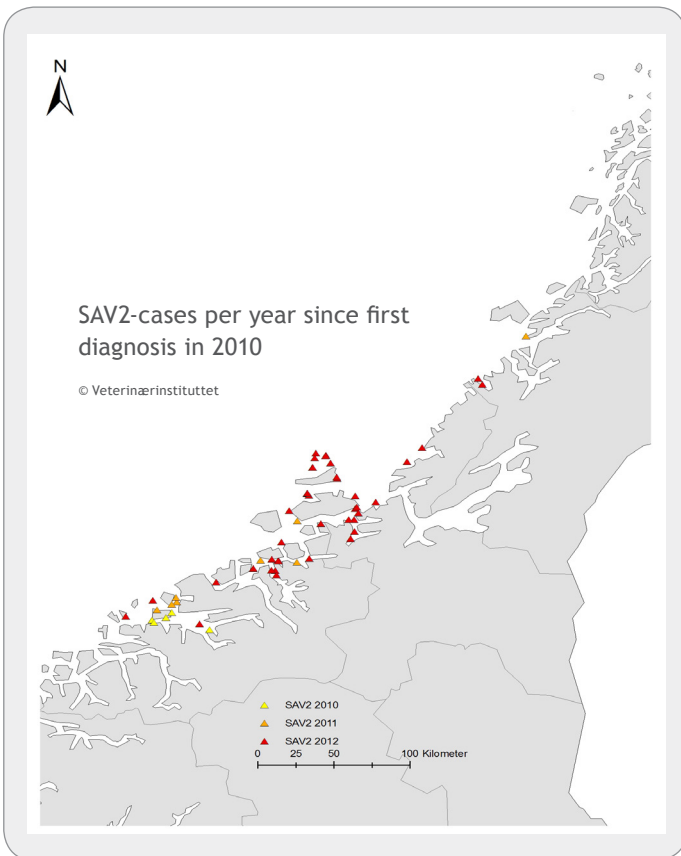 N
SAV2-cases per year since first
diagnosis in 2010
© Veterinærinstituttet
SAV2 2010
SAV2 2011
SAV2 2012
0 25 50 100 Kilometer